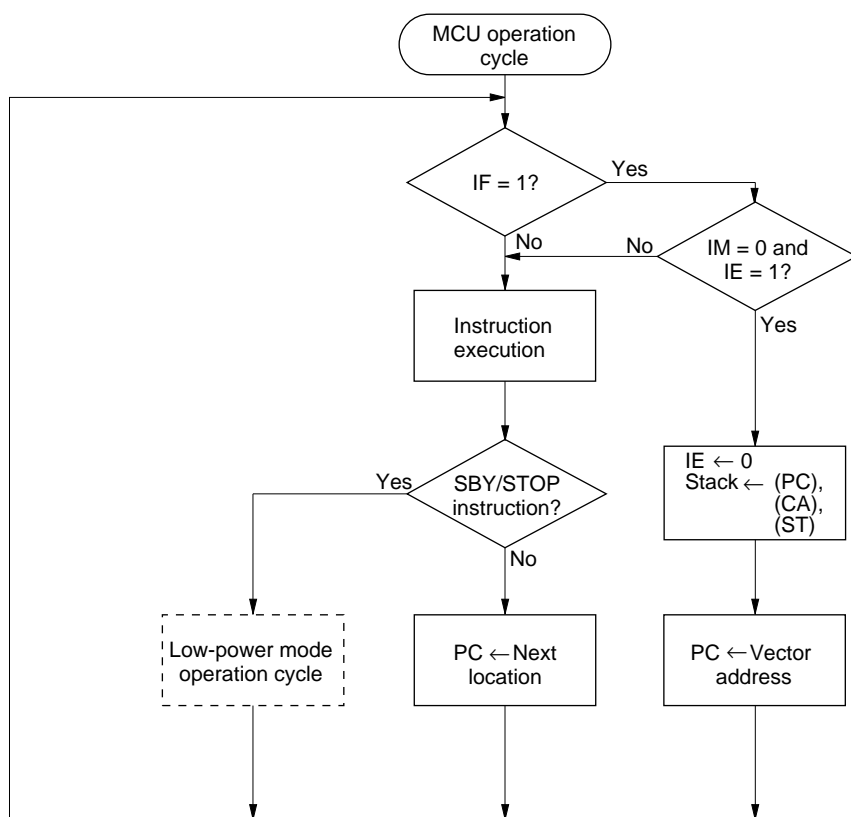 MCU operation
cycle
IF = 1?
Yes
No
IM = 0 and
IE = 1?
No
Yes
Instruction
execution
SBY/STOP
instruction?
Yes
No
IE ← 0
Stack ← (PC),
(CA),
(ST)
Low-power mode
operation cycle
PC ← Next
location
PC ← Vector
address